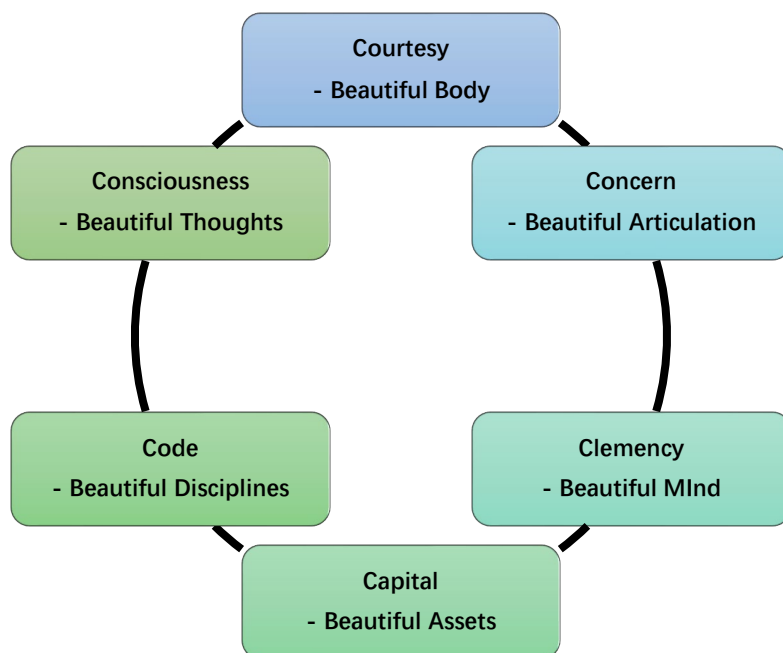 Courtesy
- Beautiful Body
Concern
- Beautiful Articulation
Clemency
- Beautiful MInd
Capital
- Beautiful Assets
Code
- Beautiful Disciplines
Consciousness
- Beautiful Thoughts